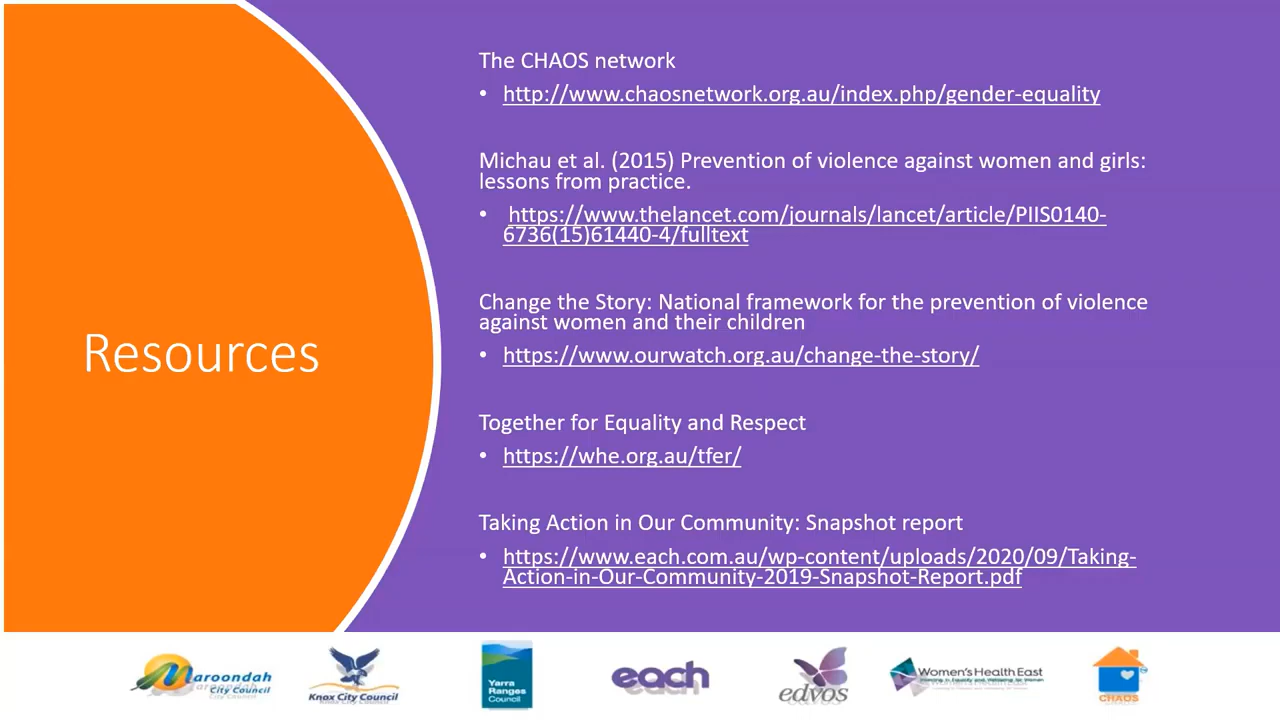 Resources
The CHAOS network
• http://www.chaosnetwork.org.au/index.php/gender-equality
Michau et al. (2015) Prevention of violence against women and girls:
lessons from practice.
• https://www.thelancet.com/journals/lancet/article/PIIS0140-
6736(15)61440-4/fulltext
Change the Story: National framework for the prevention of violence
against women and their children
• https://www.ourwatch.org.au/change-the-story/
Together for Equality and Respect
• https://whe.org.au/tfer/
Taking Action in Our Community: Snapshot report
• https://www.each.com.au/wp-content/uploads/2020/09/Taking-
Action-in-Our-Community-2019-Snapshot-Report.pdf
Maroondah
City Council
Knox City Council
Yarra
Ranges
Council
each
edvos
Women's Health East
CHAOS